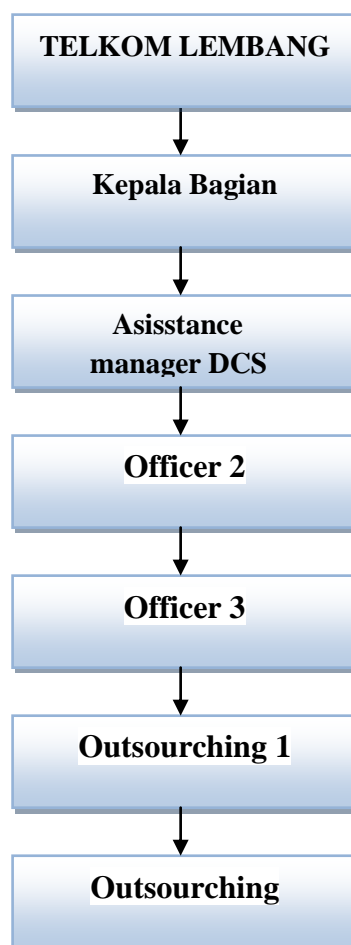 TELKOM LEMBANG
Kepala Bagian
Asisstance
manager DCS
Officer 2
Officer 3
Outsourching 1
Outsourching